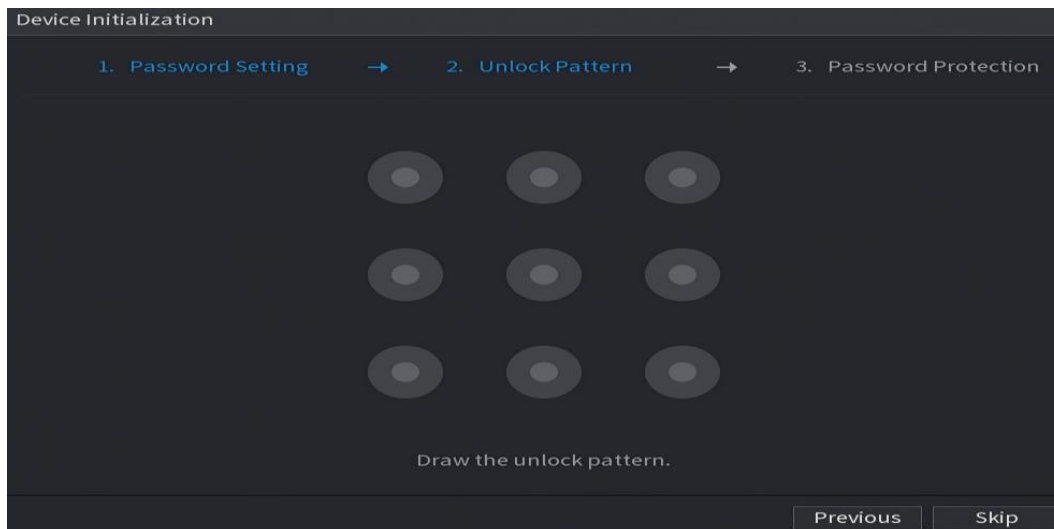 Device Initialization
1. Password Setting → 2. Unlock Pattern → 3. Password Protection
Draw the unlock pattern.
Previous Skip